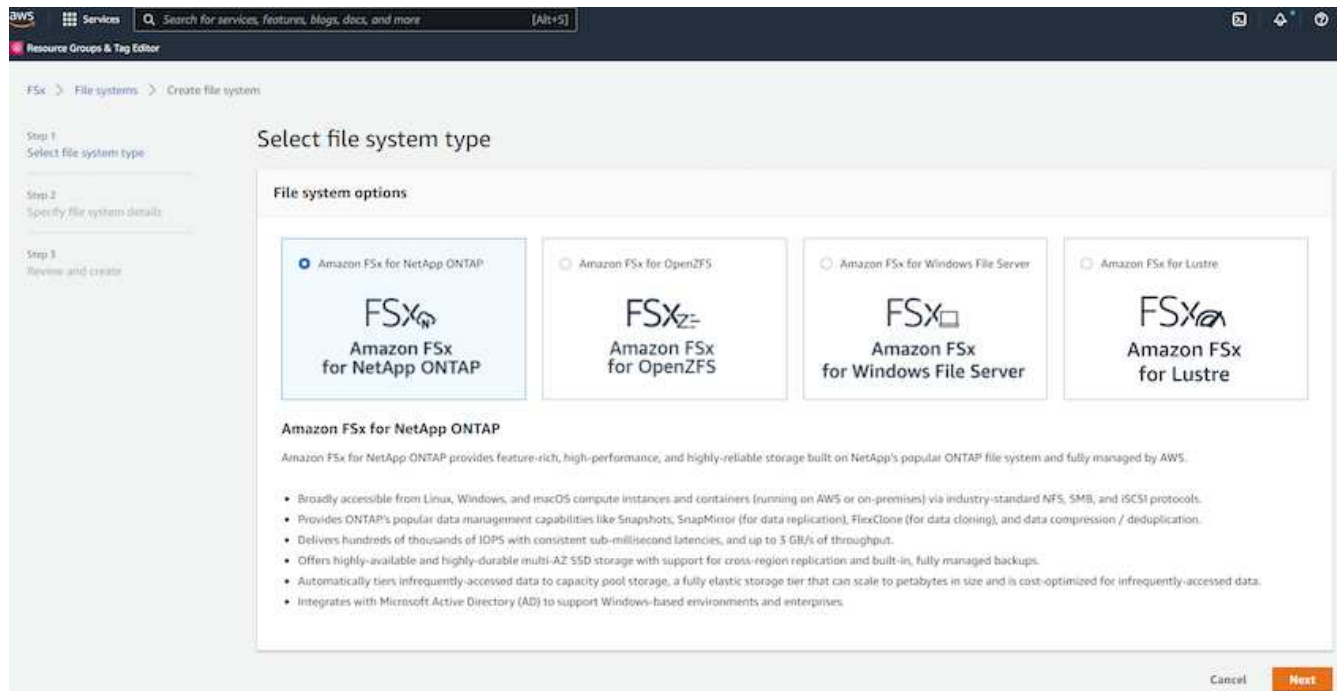 aws Services Search for services, features, blogs, docs, and more [Alt+S]
Resource Groups & Tag Editor
FSx > File systems > Create file system
Step 1
Select file system type
Step 2
Specify file system details
Step 3
Review and create
Select file system type
File system options
Amazon FSx for NetApp ONTAP
FSx N
Amazon FSx
for NetApp ONTAP
Amazon FSx for OpenZFS
FSx Z
Amazon FSx
for OpenZFS
Amazon FSx for Windows File Server
FSx
Amazon FSx
for Windows File Server
Amazon FSx for Lustre
FSx
Amazon FSx
for Lustre
Amazon FSx for NetApp ONTAP
Amazon FSx for NetApp ONTAP provides feature-rich, high-performance, and highly-reliable storage built on NetApp's popular ONTAP file system and fully managed by AWS.
• Broadly accessible from Linux, Windows, and macOS compute instances and containers (running on AWS or on-premises) via industry-standard NFS, SMB, and iSCSI protocols.
• Provides ONTAP's popular data management capabilities like Snapshots, SnapMirror (for data replication), FlexClone (for data cloning), and data compression / deduplication.
• Delivers hundreds of thousands of IOPS with consistent sub-millisecond latencies, and up to 3 GB/s of throughput.
• Offers highly-available and highly-durable multi-AZ SSD storage with support for cross-region replication and built-in, fully managed backups.
• Automatically tiers infrequently-accessed data to capacity pool storage, a fully elastic storage tier that can scale to petabytes in size and is cost-optimized for infrequently-accessed data.
• Integrates with Microsoft Active Directory (AD) to support Windows-based environments and enterprises.
Cancel Next